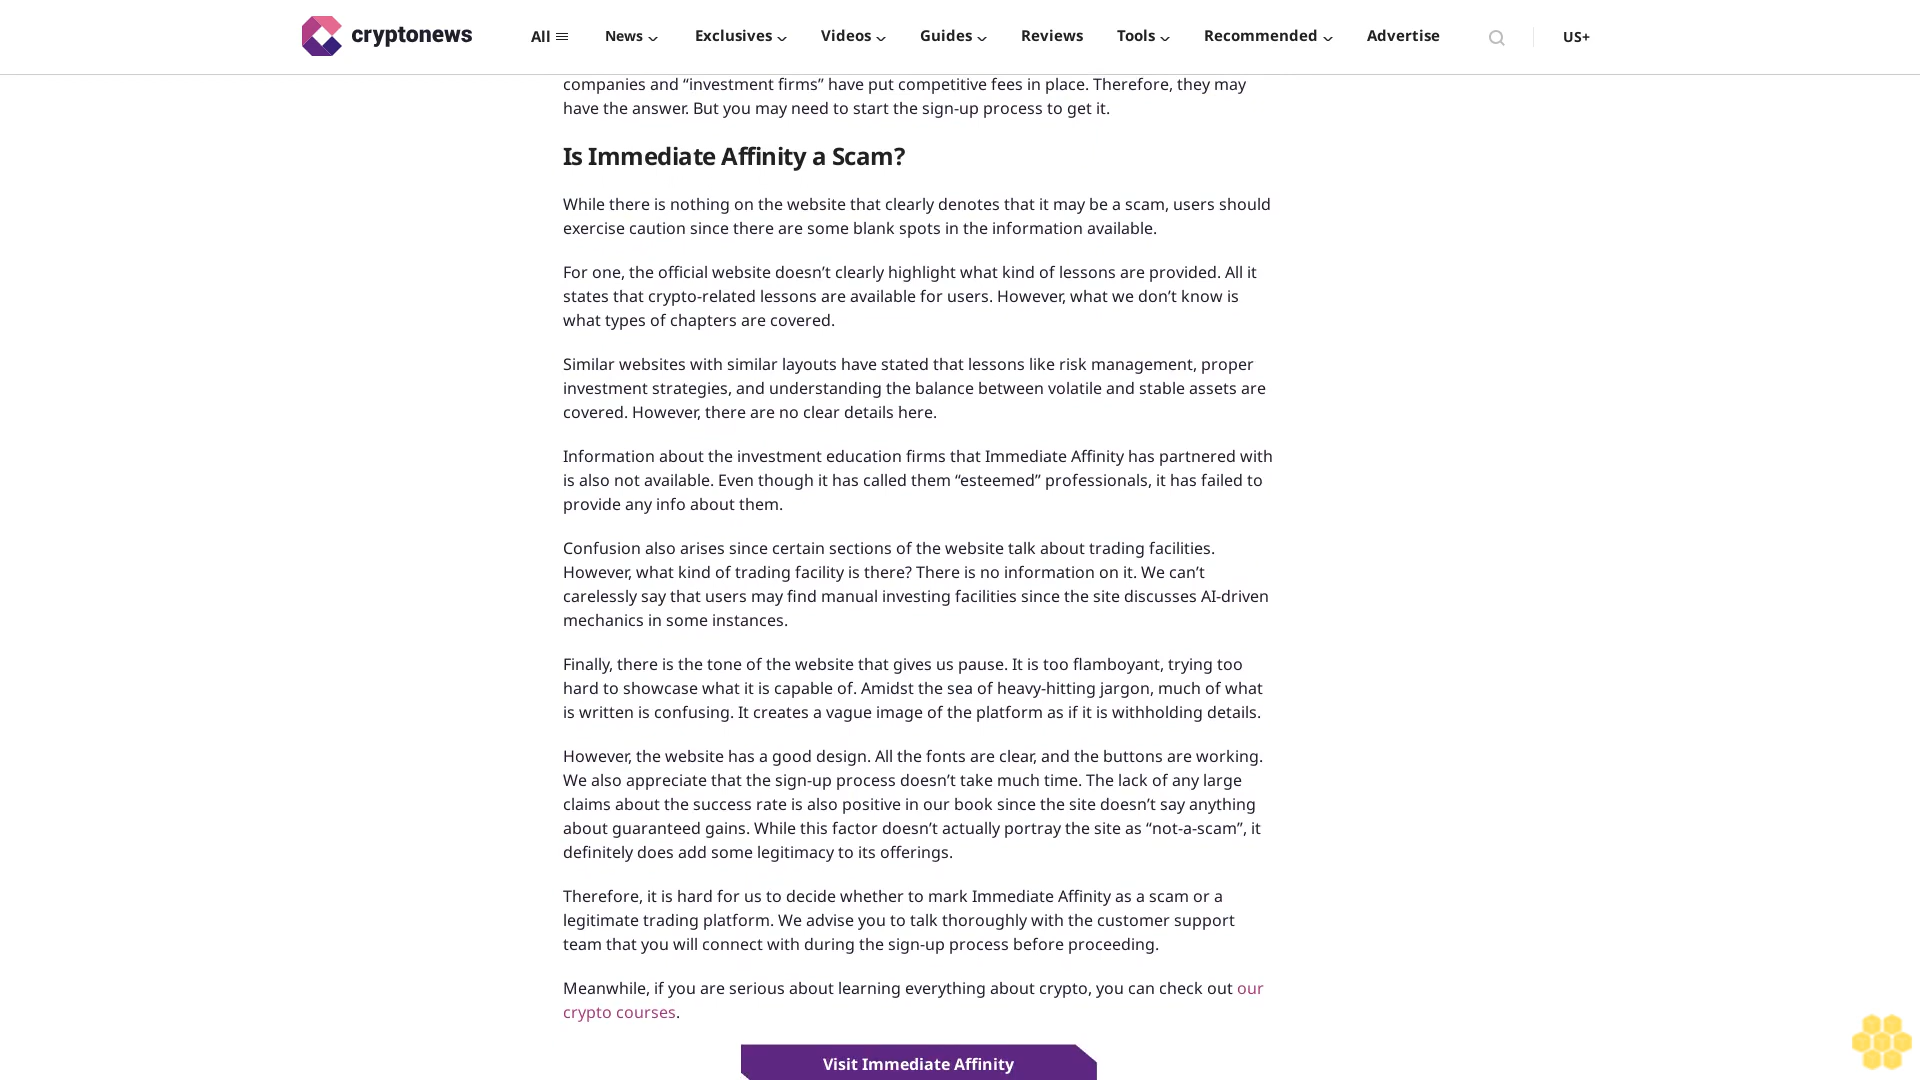 cryptonews
All
News
Exclusives
Videos
Guides
Reviews
Tools
Recommended
Advertise
US+
companies and “investment firms” have put competitive fees in place. Therefore, they may
have the answer. But you may need to start the sign-up process to get it.
Is Immediate Affinity a Scam?
While there is nothing on the website that clearly denotes that it may be a scam, users should
exercise caution since there are some blank spots in the information available.
For one, the official website doesn’t clearly highlight what kind of lessons are provided. All it
states that crypto-related lessons are available for users. However, what we don’t know is
what types of chapters are covered.
Similar websites with similar layouts have stated that lessons like risk management, proper
investment strategies, and understanding the balance between volatile and stable assets are
covered. However, there are no clear details here.
Information about the investment education firms that Immediate Affinity has partnered with
is also not available. Even though it has called them “esteemed” professionals, it has failed to
provide any info about them.
Confusion also arises since certain sections of the website talk about trading facilities.
However, what kind of trading facility is there? There is no information on it. We can’t
carelessly say that users may find manual investing facilities since the site discusses AI-driven
mechanics in some instances.
Finally, there is the tone of the website that gives us pause. It is too flamboyant, trying too
hard to showcase what it is capable of. Amidst the sea of heavy-hitting jargon, much of what
is written is confusing. It creates a vague image of the platform as if it is withholding details.
However, the website has a good design. All the fonts are clear, and the buttons are working.
We also appreciate that the sign-up process doesn’t take much time. The lack of any large
claims about the success rate is also positive in our book since the site doesn’t say anything
about guaranteed gains. While this factor doesn’t actually portray the site as “not-a-scam”, it
definitely does add some legitimacy to its offerings.
Therefore, it is hard for us to decide whether to mark Immediate Affinity as a scam or a
legitimate trading platform. We advise you to talk thoroughly with the customer support
team that you will connect with during the sign-up process before proceeding.
Meanwhile, if you are serious about learning everything about crypto, you can check out our
crypto courses.
Visit Immediate Affinity